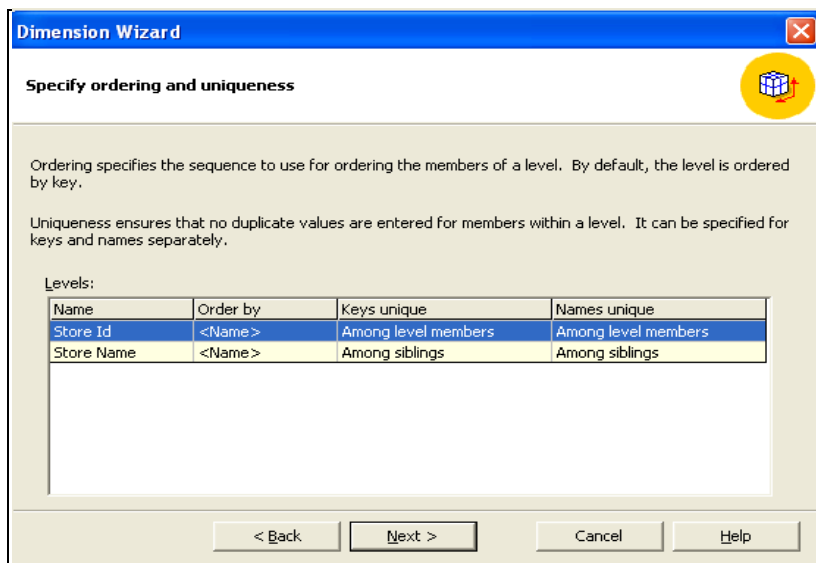 Dimension Wizard
Specify ordering and uniqueness
Ordering specifies the sequence to use for ordering the members of a level. By default, the level is ordered
by key.
Uniqueness ensures that no duplicate values are entered for members within a level. It can be specified for
keys and names separately.
Levels:
Name Order by Keys unique Names unique
Store Id <Name> Among level members Among level members
Store Name <Name> Among siblings Among siblings
< Back Next > Cancel Help